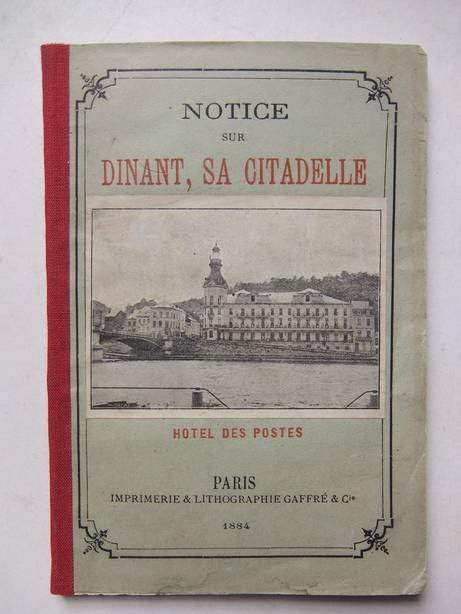 NOTICE
SUR
DINANT, SA CITADELLE
HOTEL DES POSTES
PARIS
IMPRIMERIE & LITHOGRAPHIE GAFFRÉ & Cie
1884